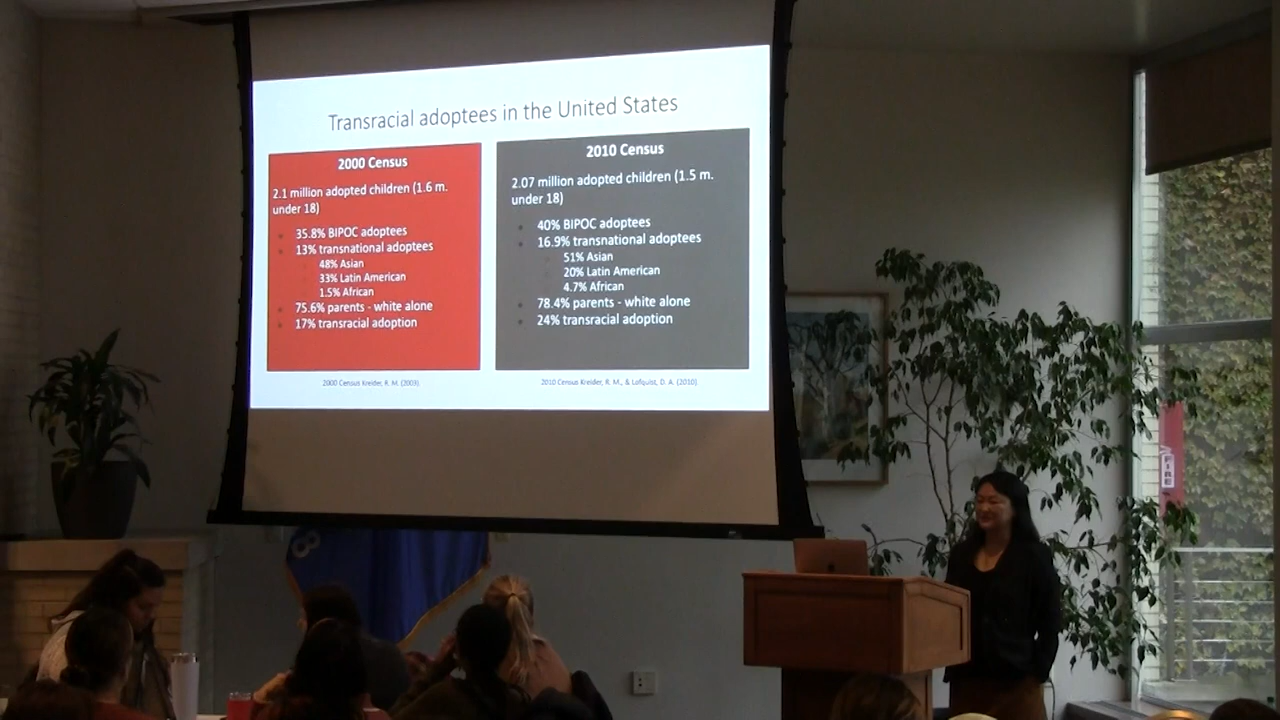 Transracial adoptees in the United States
2000 Census
2.1 million adopted children (1.6 m.
under 18)
35.8% BIPOC adoptees
13% transnational adoptees
48% Asian
33% Latin American
1.5% African
75.6% parents - white alone
17% transracial adoption
2000 Census Kreider, R. M. (2003)
2010 Census
2.07 million adopted children (1.5 m.
under 18)
40% BIPOC adoptees
16.9% transnational adoptees
51% Asian
20% Latin American
4.7% African
78.4% parents - white alone
24% transracial adoption
2010 Census Kreider, R. M., & Lofquist, D. A. (2010)
FIRE
8